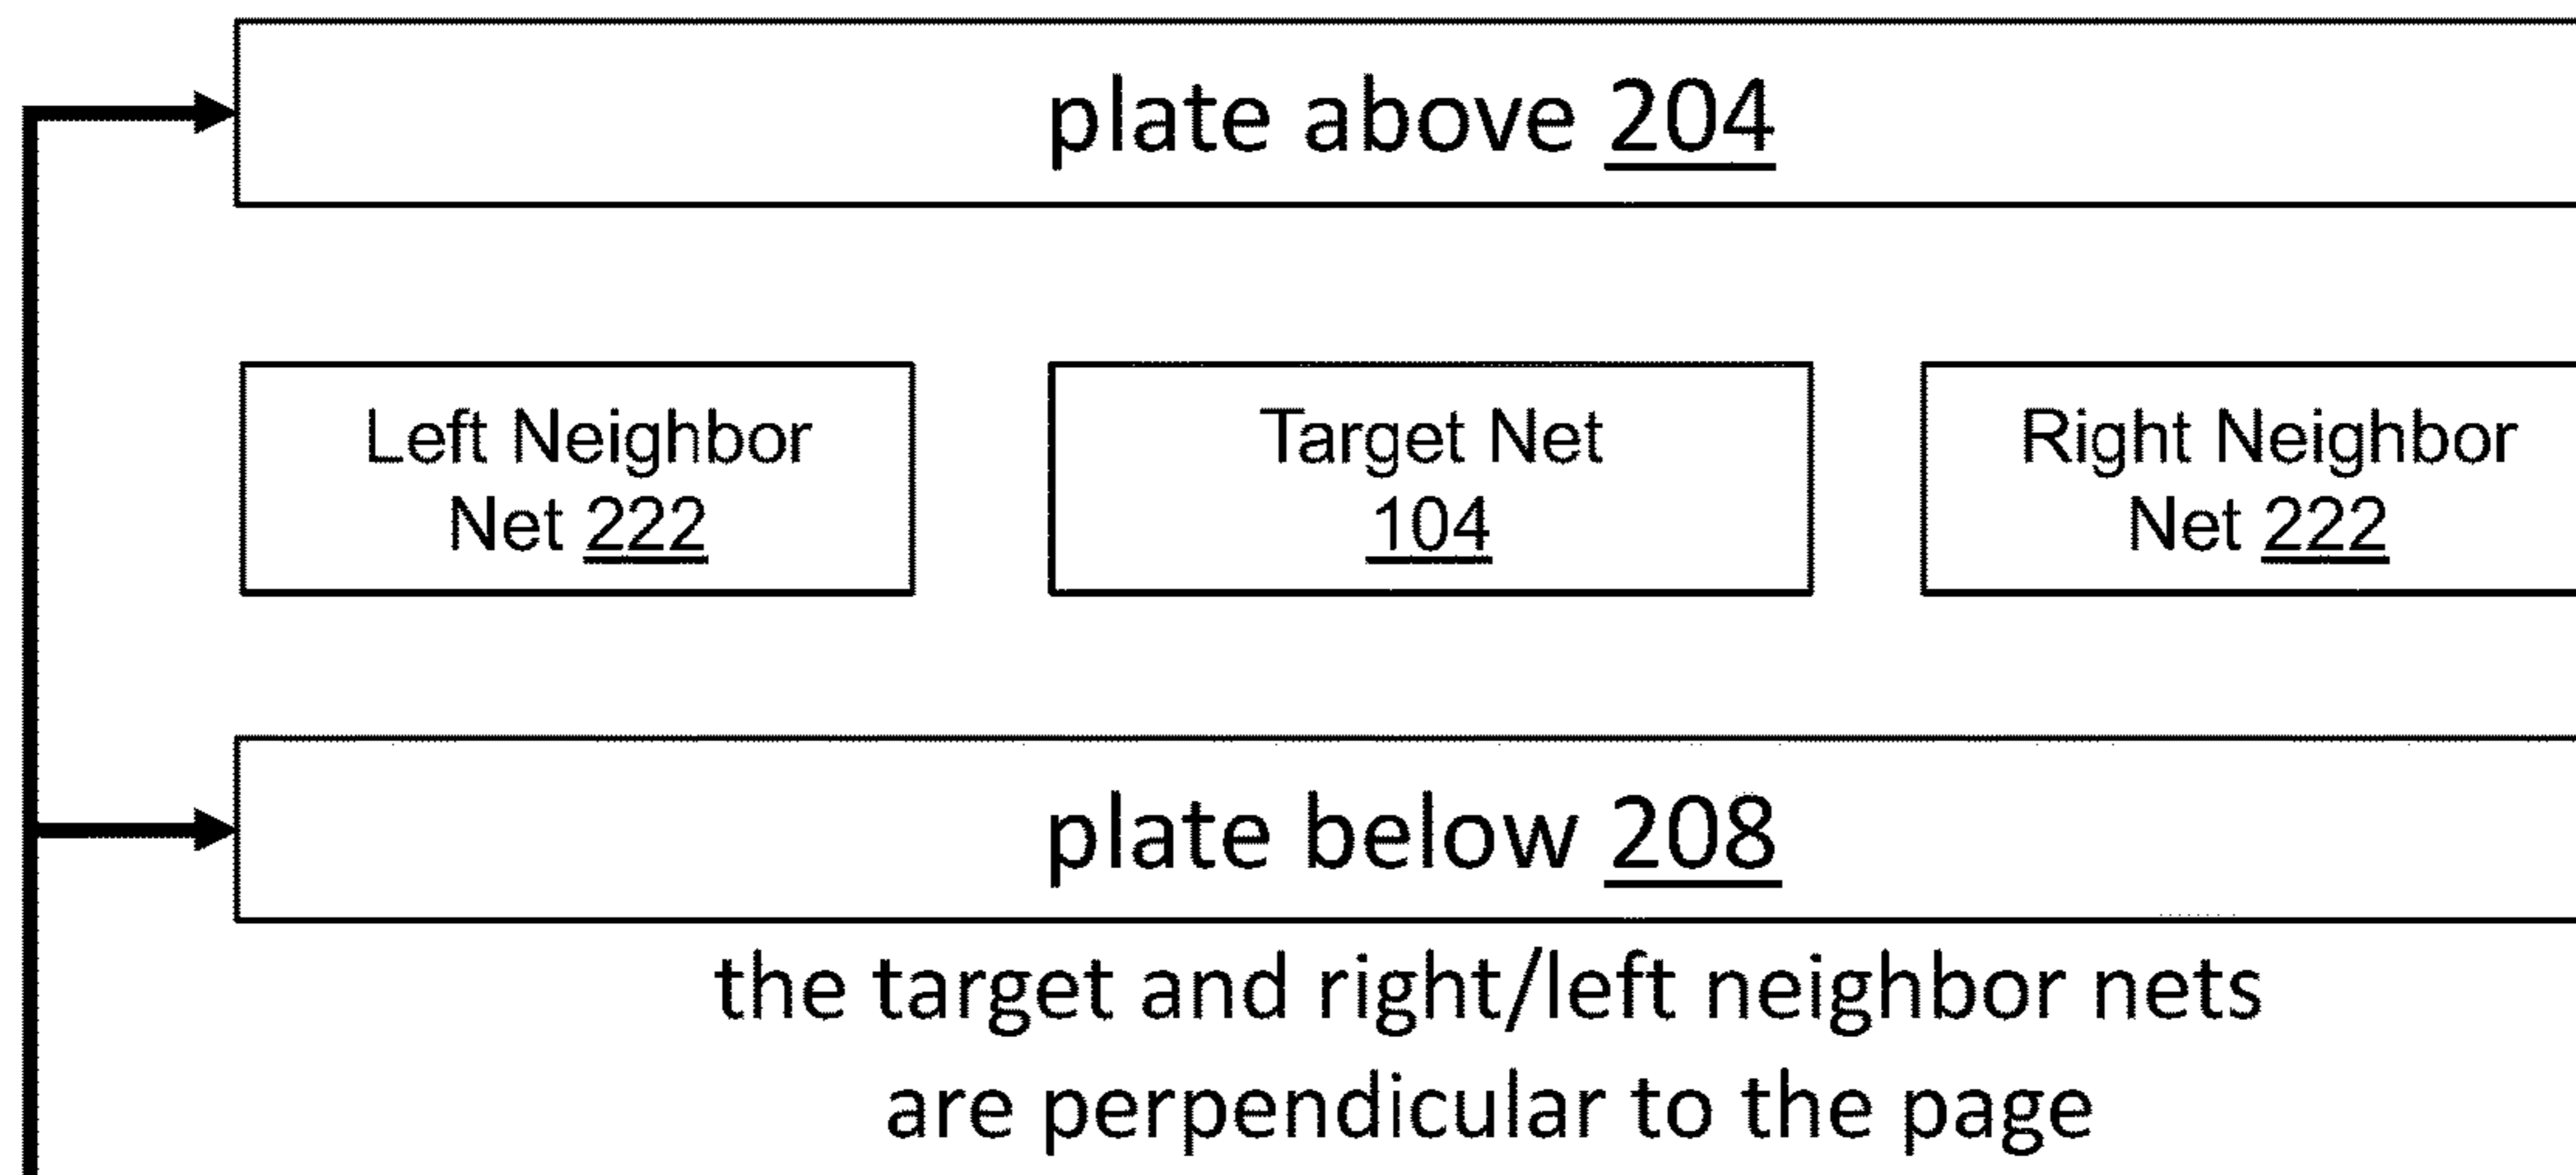 plate above 204
Left Neighbor
Net 222
Target Net
104
Right Neighbor
Net 222
plate below 208
the target and right/left neighbor nets
are perpendicular to the page